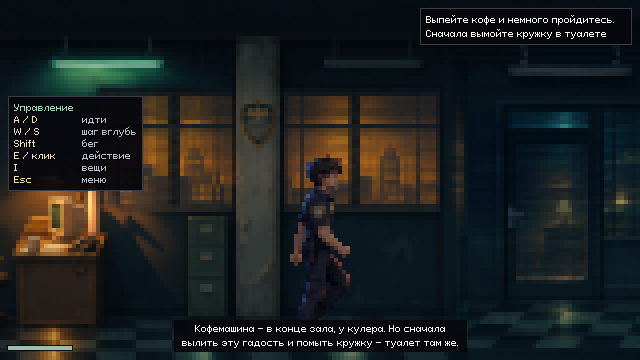 Выпейте кофе и немного пройдитесь.
Сначала вымойте кружку в туалете
Управление
A / D идти
W / S шаг вглубь
Shift бег
E / клик действие
I вещи
Esc меню
Кофемашина – в конце зала, у кулера. Но сначала
вылить эту гадость и помыть кружку – туалет там же.